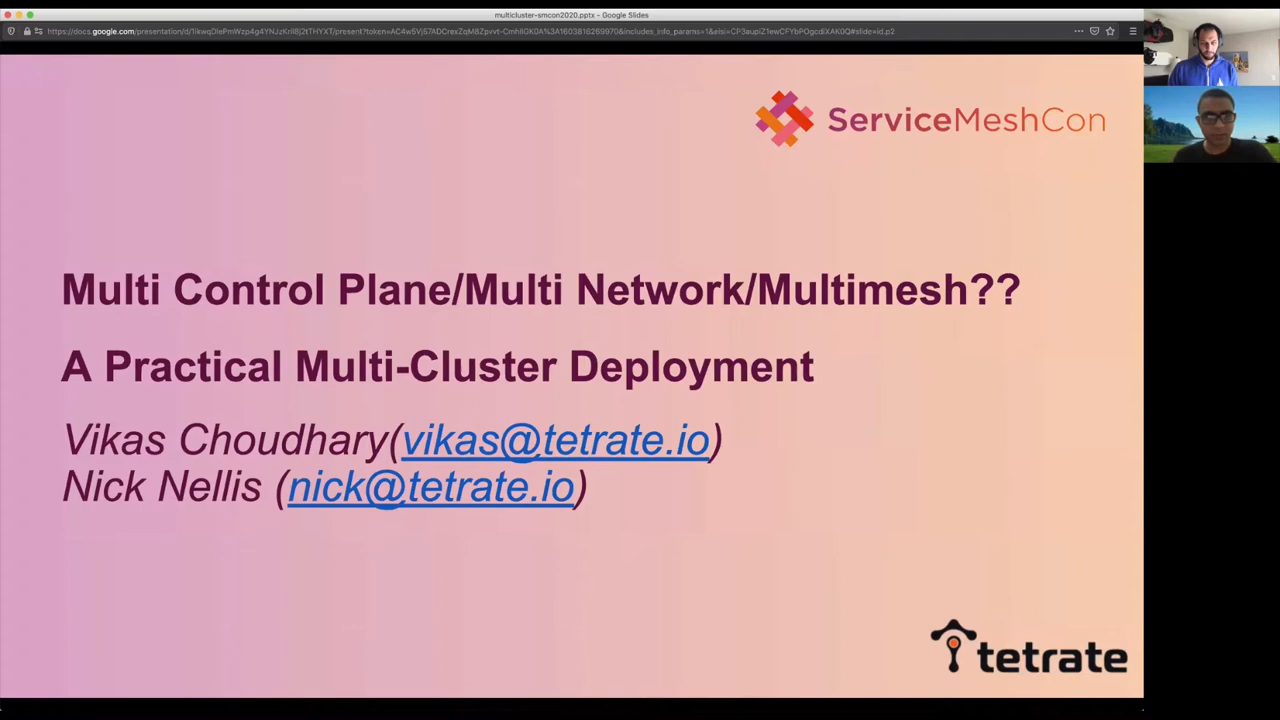 multicluster-smcon2020.pptx - Google Slides
ServiceMeshCon
Multi Control Plane/Multi Network/Multimesh??
A Practical Multi-Cluster Deployment
Vikas Choudhary(vikas@tetrate.io)
Nick Nellis (nick@tetrate.io)
tetrate